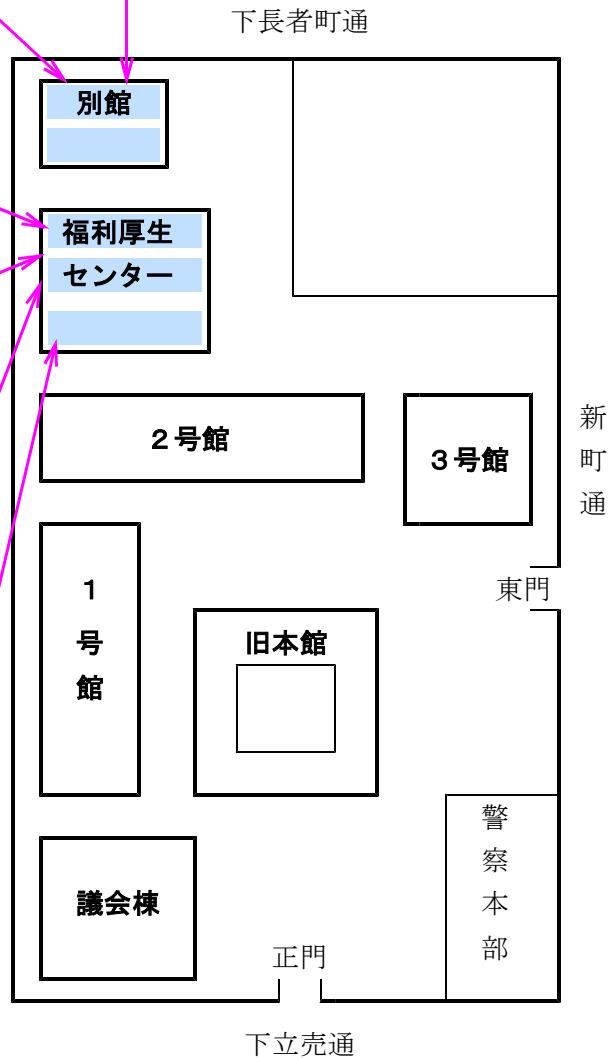 下長者町通
別館
福利厚生
センター
２号館
３号館
新町通
東門
１号館
旧本館
警察本部
議会棟
正門
下立売通